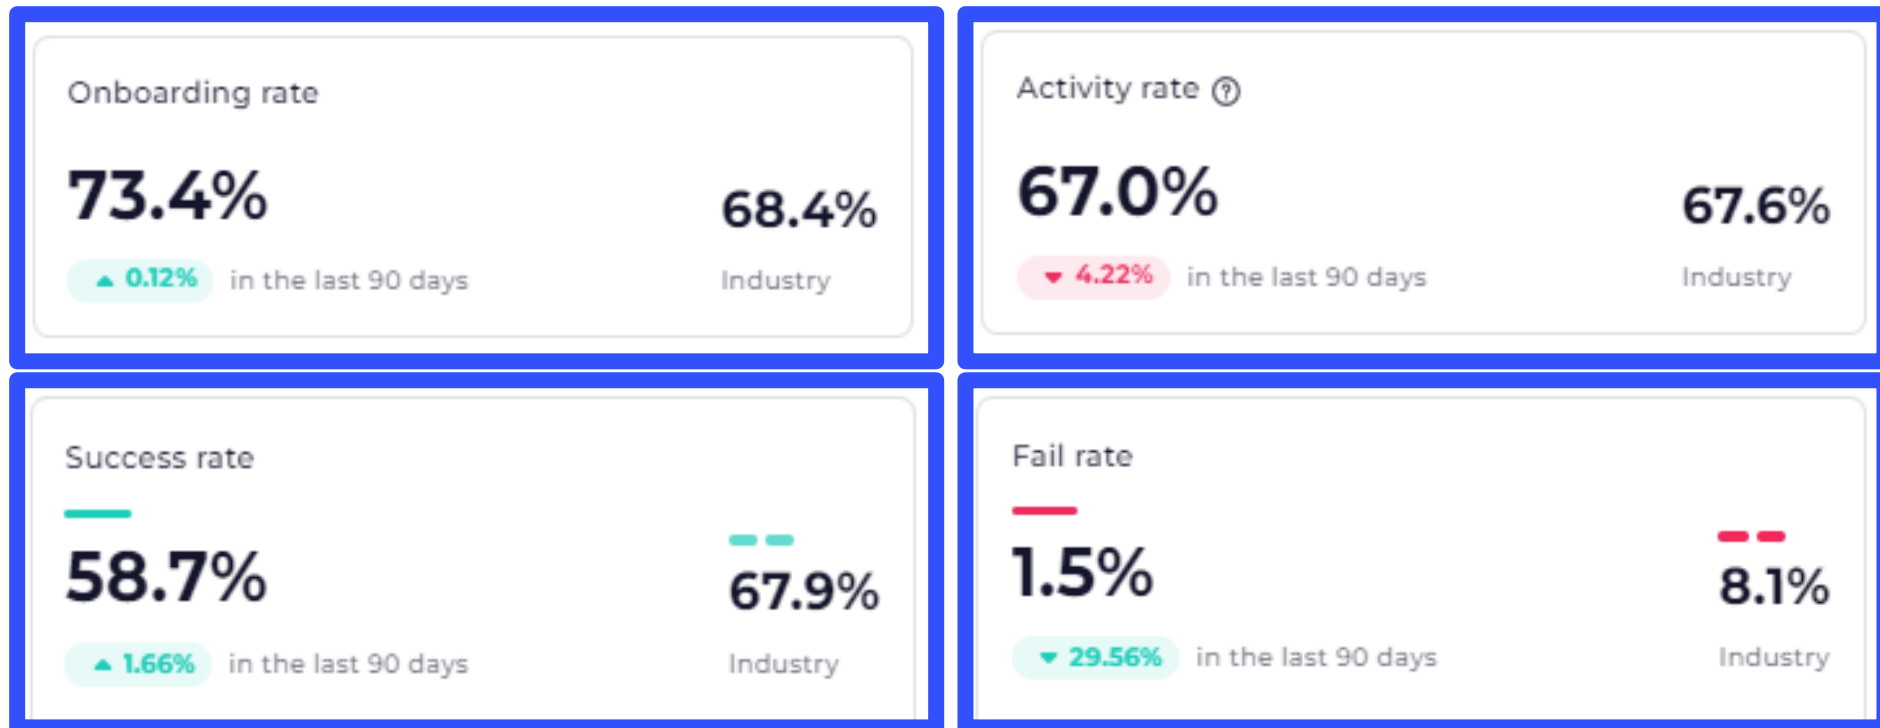 Onboarding rate
73.4%
68.4%
0.12% in the last 90 days
Industry
Activity rate ?
67.0%
67.6%
4.22% in the last 90 days
Industry
Success rate
58.7%
67.9%
1.66% in the last 90 days
Industry
Fail rate
1.5%
8.1%
29.56% in the last 90 days
Industry